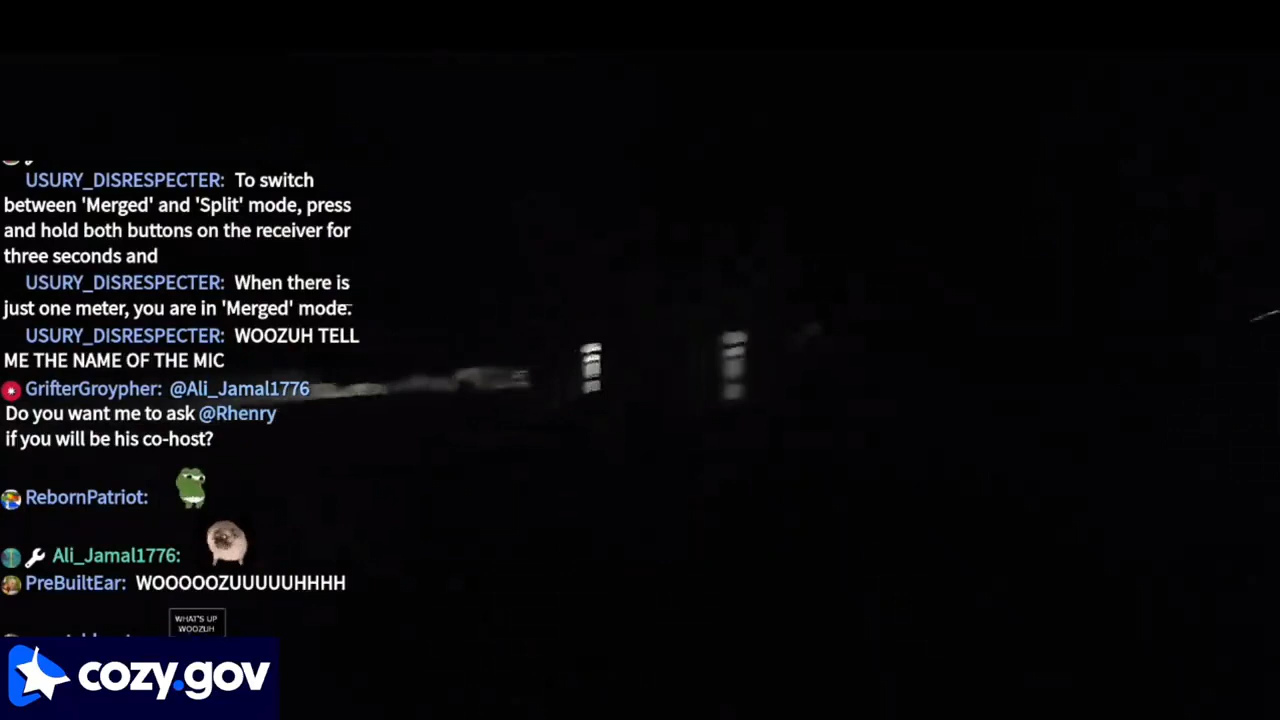 USURY_DISRESPECTER: To switch
between 'Merged' and 'Split' mode, press
and hold both buttons on the receiver for
three seconds and
USURY_DISRESPECTER: When there is
just one meter, you are in 'Merged' mode.
USURY_DISRESPECTER: WOOZUH TELL
ME THE NAME OF THE MIC
GrifterGroypher: @Ali_Jamal1776
Do you want me to ask @Rhenry
if you will be his co-host?
RebornPatriot:
Ali_Jamal1776:
PreBuiltEar: WOOOOOZUUUUUHHHH
WHAT'S UP
WOOZUH
cozy.gov